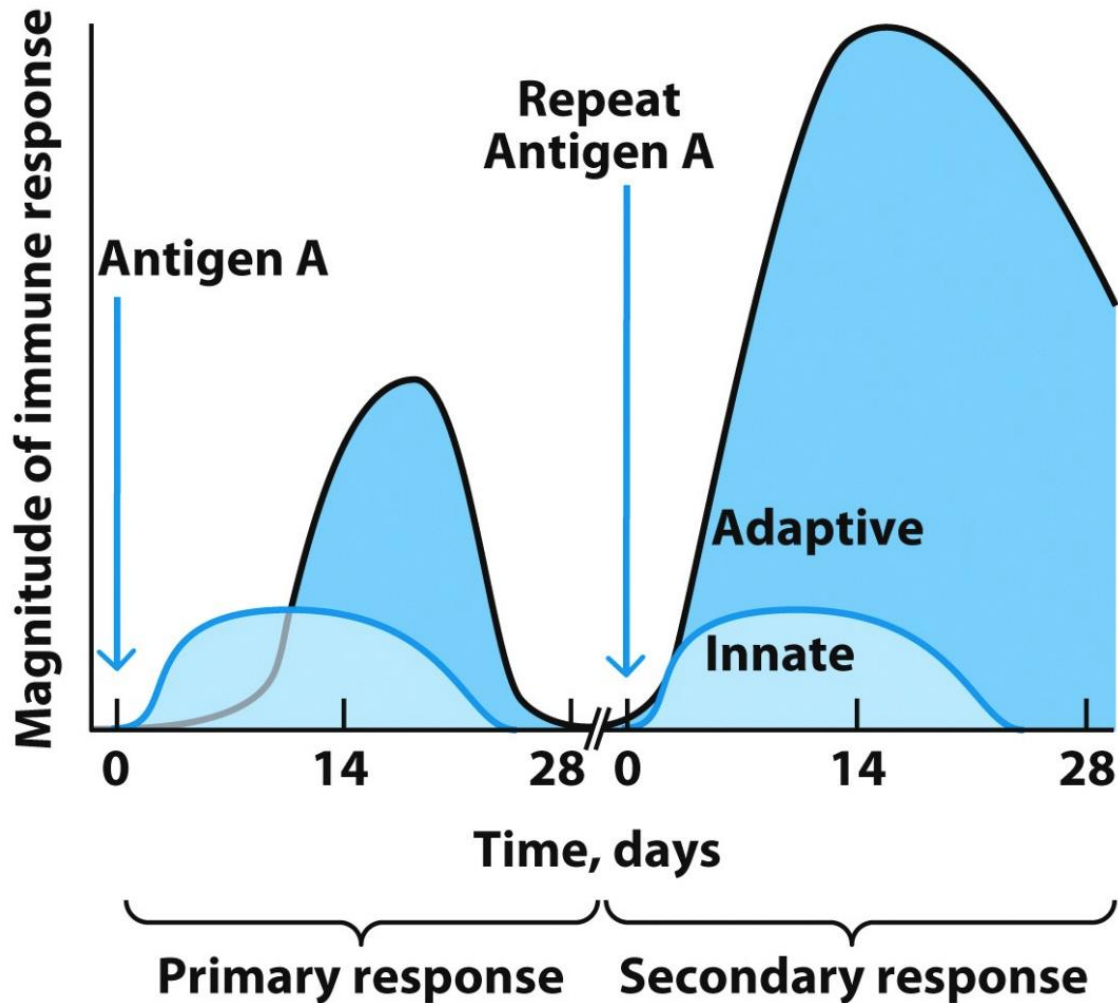 Magnitude of immune response
Antigen A
Repeat
Antigen A
Adaptive
Innate
0 14 28 0 14 28
Time, days
Primary response Secondary response